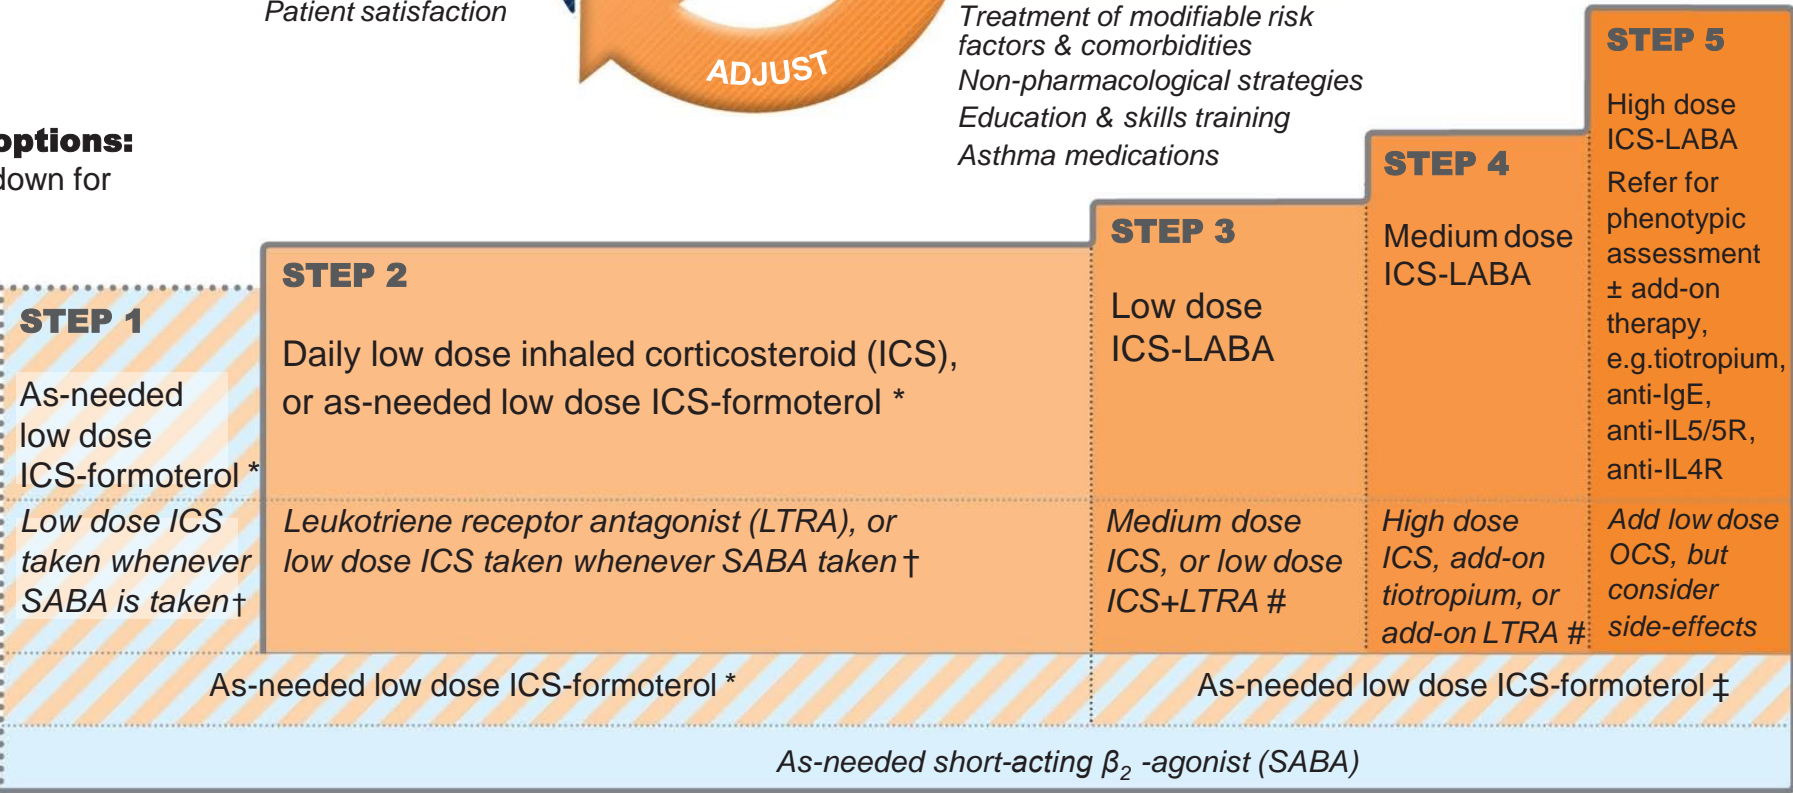 Patient satisfaction
ADJUST
Treatment of modifiable risk
factors & comorbidities
Non-pharmacological strategies
Education & skills training
Asthma medications
options:
down for
STEP 1
As-needed
low dose
ICS-formoterol *
Low dose ICS
taken whenever
SABA is taken†
STEP 2
Daily low dose inhaled corticosteroid (ICS),
or as-needed low dose ICS-formoterol *
Leukotriene receptor antagonist (LTRA), or
low dose ICS taken whenever SABA taken †
STEP 3
Low dose
ICS-LABA
Medium dose
ICS, or low dose
ICS+LTRA #
STEP 4
Medium dose
ICS-LABA
High dose
ICS, add-on
tiotropium, or
add-on LTRA #
STEP 5
High dose
ICS-LABA
Refer for
phenotypic
assessment
± add-on
therapy,
e.g.tiotropium,
anti-IgE,
anti-IL5/5R,
anti-IL4R
Add low dose
OCS, but
consider
side-effects
As-needed low dose ICS-formoterol *
As-needed low dose ICS-formoterol ‡
As-needed short-acting β₂ -agonist (SABA)